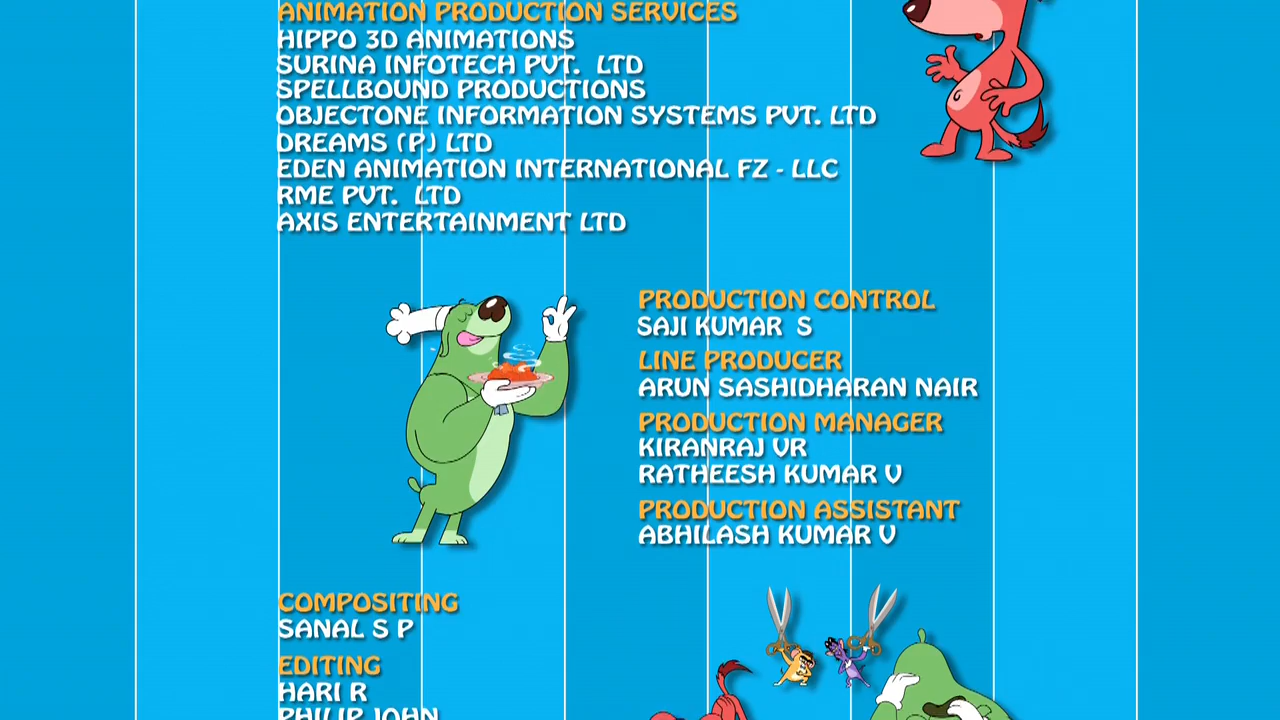 ANIMATION PRODUCTION SERVICES
HIPPO 3D ANIMATIONS
SURINA INFOTECH PVT. LTD
SPELLBOUND PRODUCTIONS
OBJECTONE INFORMATION SYSTEMS PVT. LTD
DREAMS (P) LTD
EDEN ANIMATION INTERNATIONAL FZ - LLC
RME PVT. LTD
AXIS ENTERTAINMENT LTD
PRODUCTION CONTROL
SAJI KUMAR S
LINE PRODUCER
ARUN SASHIDHARAN NAIR
PRODUCTION MANAGER
KIRANRAJ VR
RATHEESH KUMAR V
PRODUCTION ASSISTANT
ABHILASH KUMAR V
COMPOSITING
SANAL S P
EDITING
HARI R
PHILIP JOHN